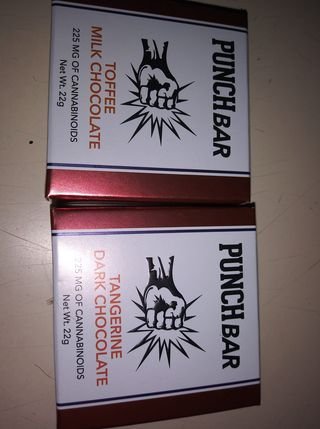 PUNCH BAR
TOFFEE
MILK CHOCOLATE
225 MG OF CANNABINOIDS
Net Wt. 22g
PUNCH BAR
TANGERINE
DARK CHOCOLATE
225 MG OF CANNABINOIDS
Net Wt. 22g